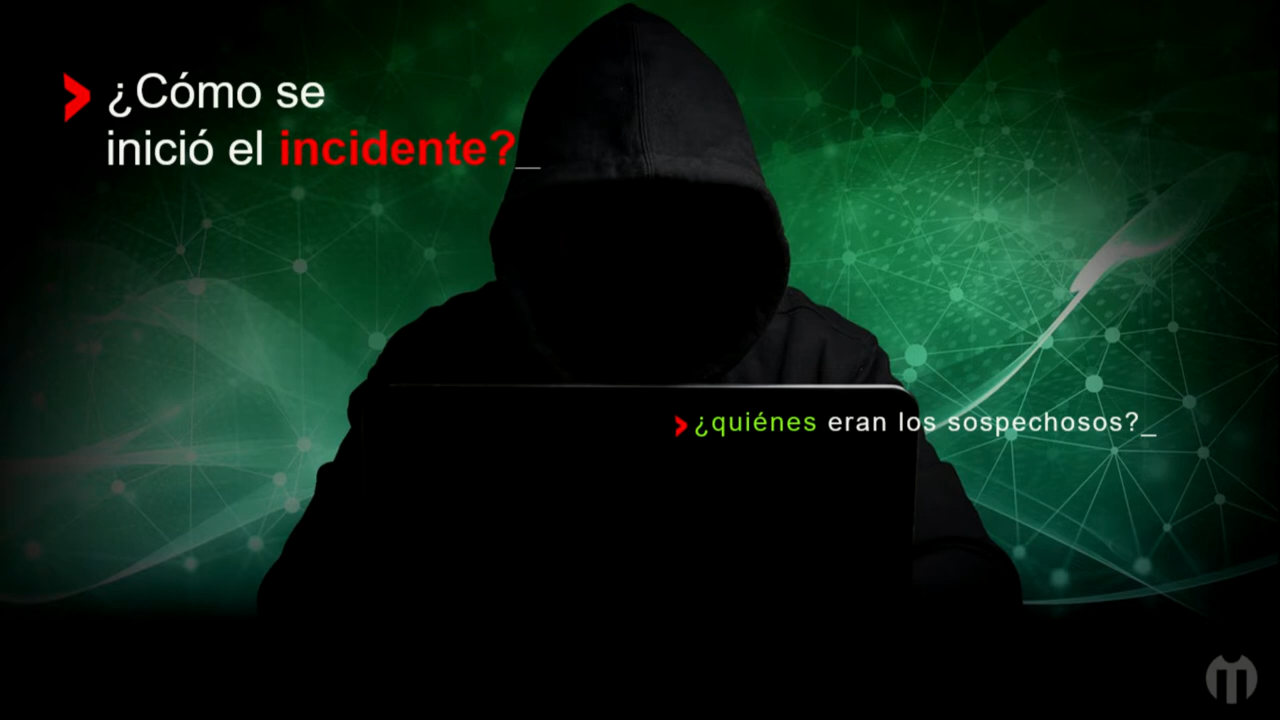 ¿Cómo se
inició el incidente?_
¿quiénes eran los sospechosos?_